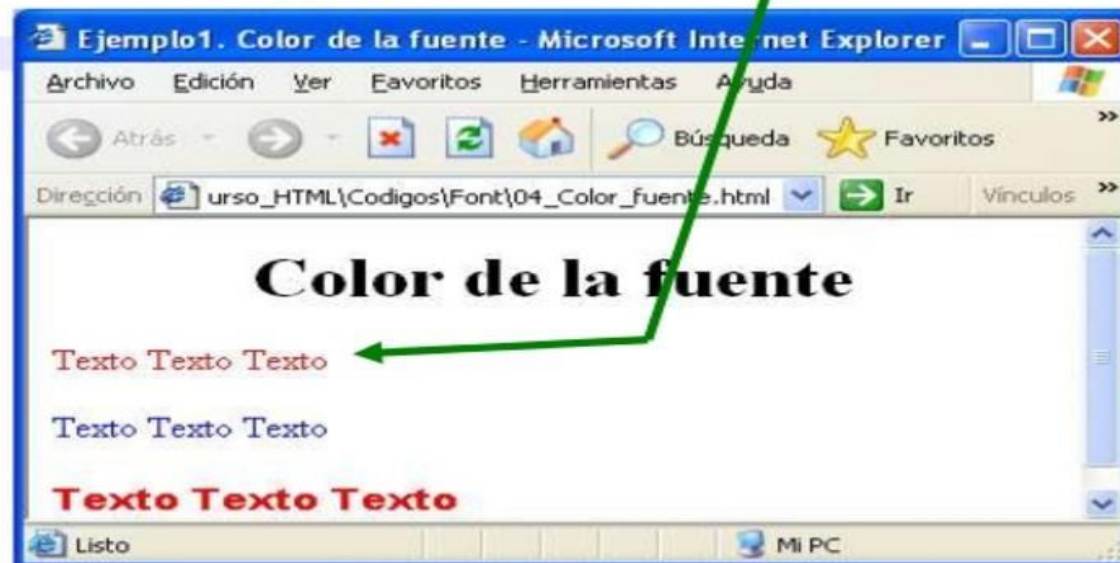 Ejemplo1. Color de la fuente - Microsoft Internet Explorer
Archivo Edición Ver Favoritos Herramientas Ayuda
Atrás Búsqueda Favoritos »
Dirección urso_HTML\Codigos\Font\04_Color_fuente.html Ir Vínculos »
Color de la fuente
Texto Texto Texto
Texto Texto Texto
Texto Texto Texto
Listo Mi PC